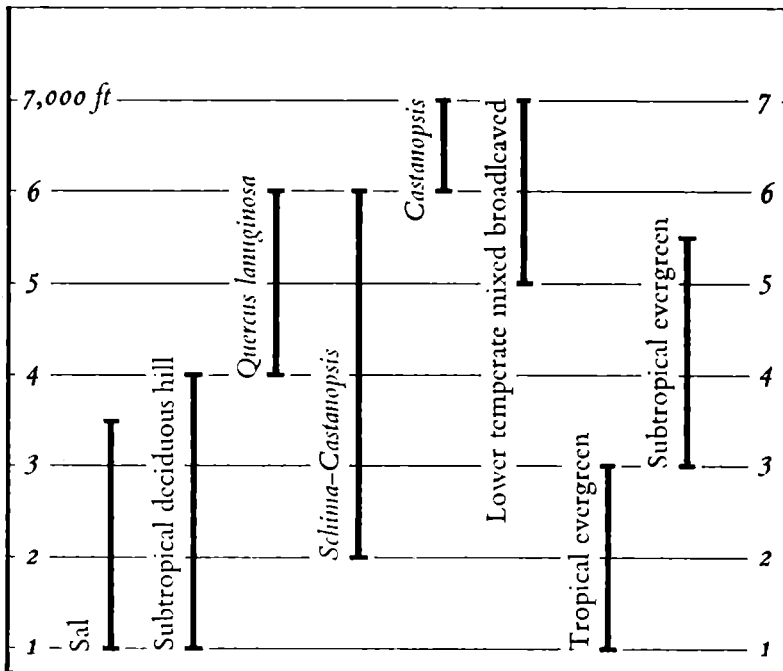 7,000 ft
7
6
6
5
5
4
4
3
3
2
2
1
1
Sal
Subtropical deciduous hill
Quercus lanuginosa
Schima–Castanopsis
Castanopsis
Lower temperate mixed broadleaved
Tropical evergreen
Subtropical evergreen